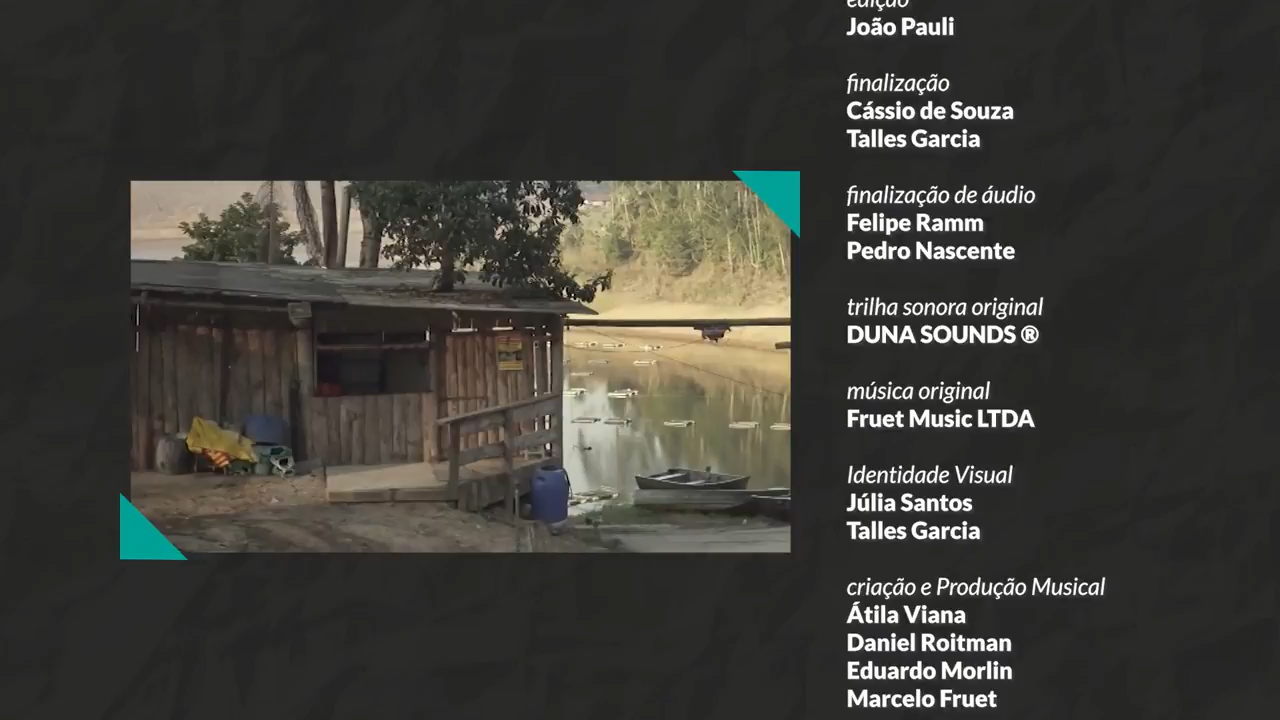 edição
João Pauli
finalização
Cássio de Souza
Talles Garcia
finalização de áudio
Felipe Ramm
Pedro Nascente
trilha sonora original
DUNA SOUNDS ®
música original
Fruet Music LTDA
Identidade Visual
Júlia Santos
Talles Garcia
criação e Produção Musical
Átila Viana
Daniel Roitman
Eduardo Morlin
Marcelo Fruet